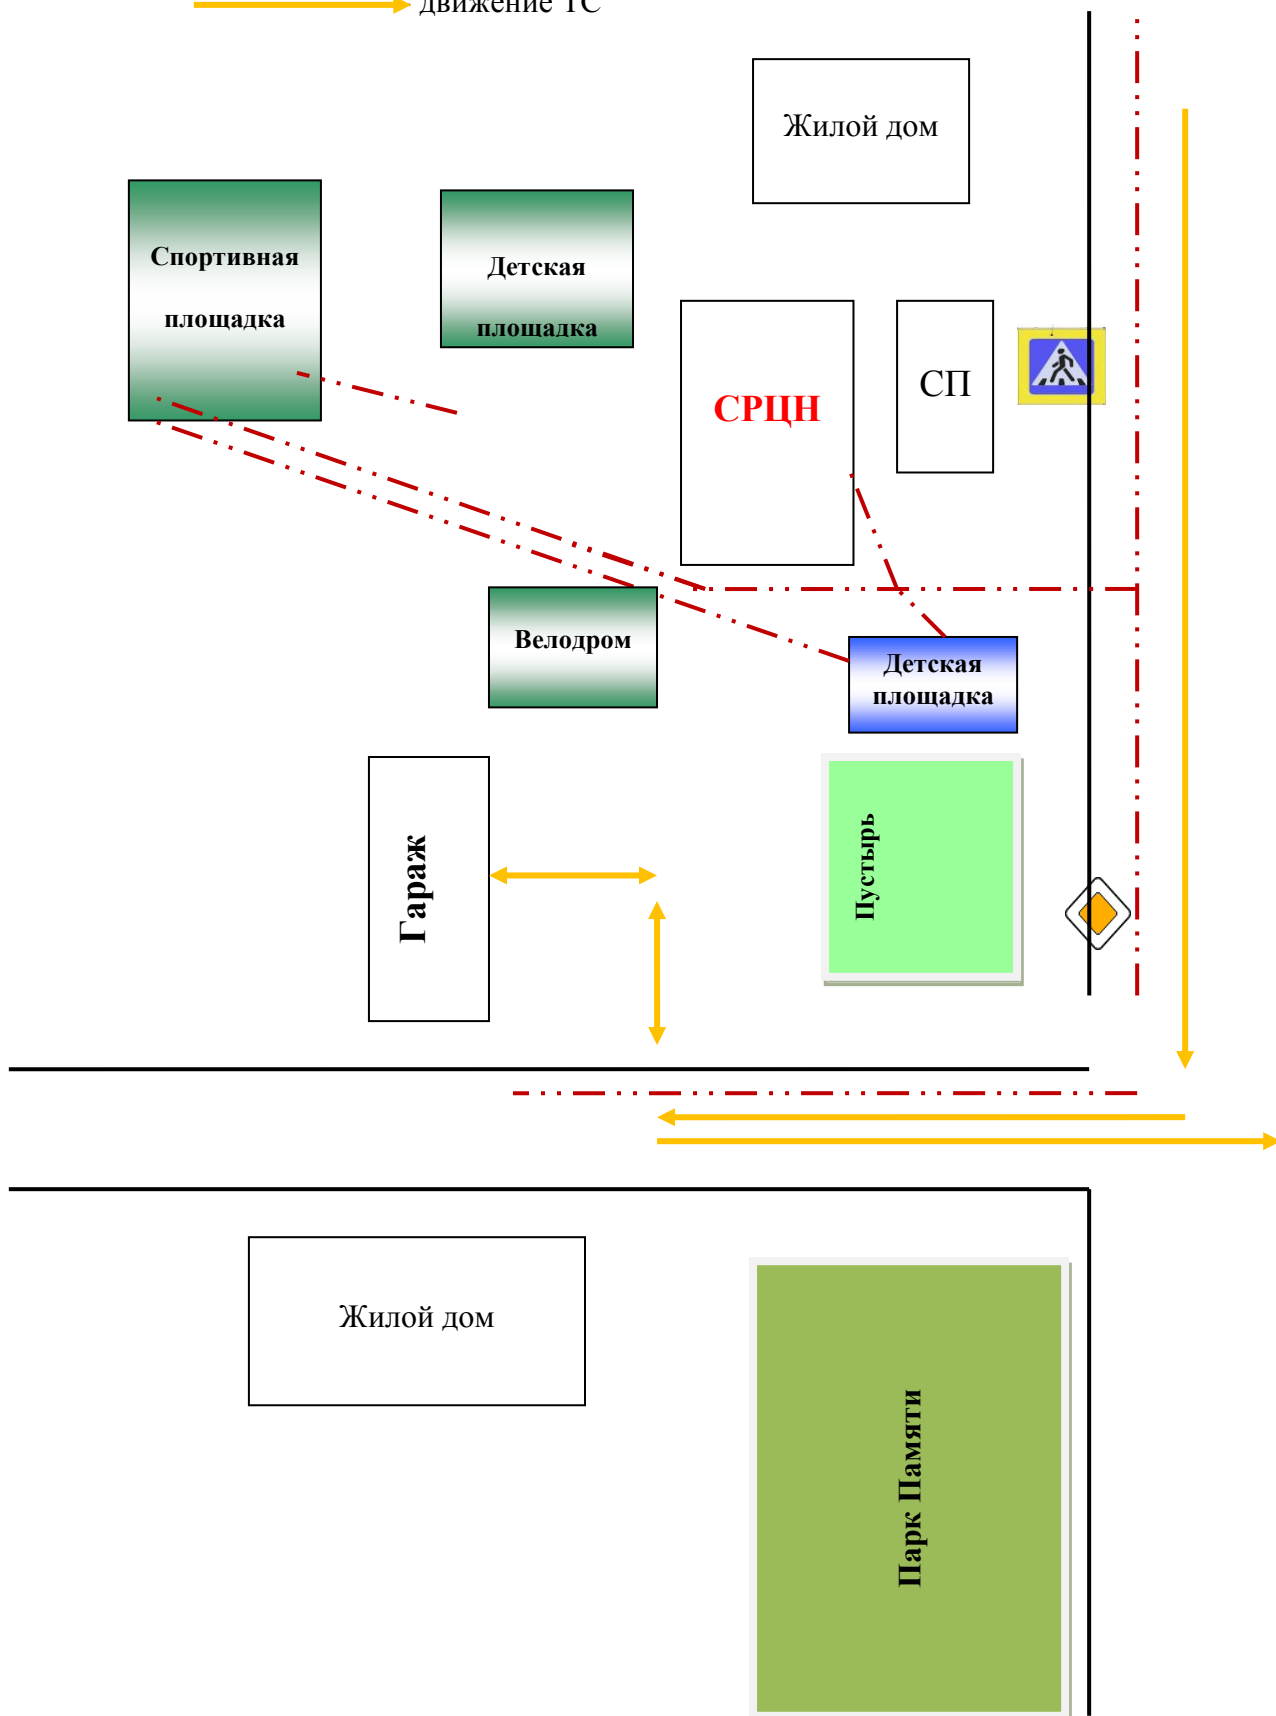 движение ТС
Жилой дом
Спортивная
площадка
Детская
площадка
СРЦН
СП
Велодром
Детская
площадка
Гараж
Пустырь
Жилой дом
Парк Памяти